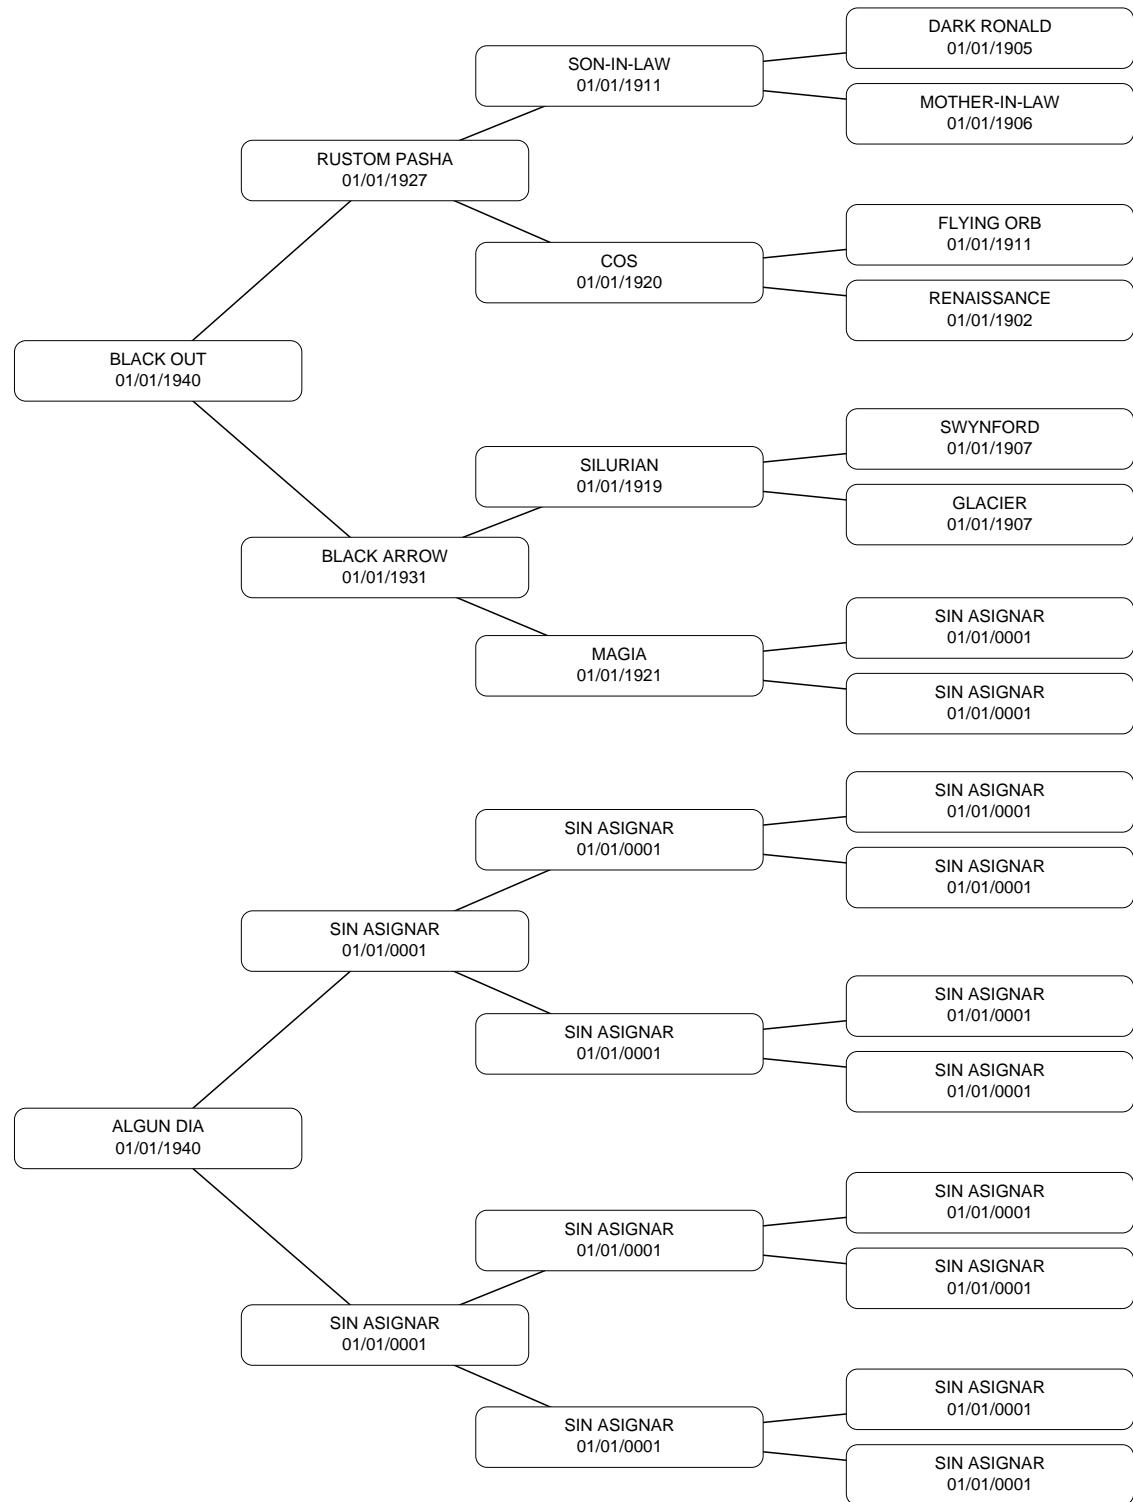 DARK RONALD
01/01/1905
SON-IN-LAW
01/01/1911
MOTHER-IN-LAW
01/01/1906
RUSTOM PASHA
01/01/1927
FLYING ORB
01/01/1911
COS
01/01/1920
RENAISSANCE
01/01/1902
BLACK OUT
01/01/1940
SWYNFORD
01/01/1907
SILURIAN
01/01/1919
GLACIER
01/01/1907
BLACK ARROW
01/01/1931
SIN ASIGNAR
01/01/0001
MAGIA
01/01/1921
SIN ASIGNAR
01/01/0001
SIN ASIGNAR
01/01/0001
SIN ASIGNAR
01/01/0001
SIN ASIGNAR
01/01/0001
SIN ASIGNAR
01/01/0001
SIN ASIGNAR
01/01/0001
SIN ASIGNAR
01/01/0001
SIN ASIGNAR
01/01/0001
ALGUN DIA
01/01/1940
SIN ASIGNAR
01/01/0001
SIN ASIGNAR
01/01/0001
SIN ASIGNAR
01/01/0001
SIN ASIGNAR
01/01/0001
SIN ASIGNAR
01/01/0001
SIN ASIGNAR
01/01/0001
SIN ASIGNAR
01/01/0001